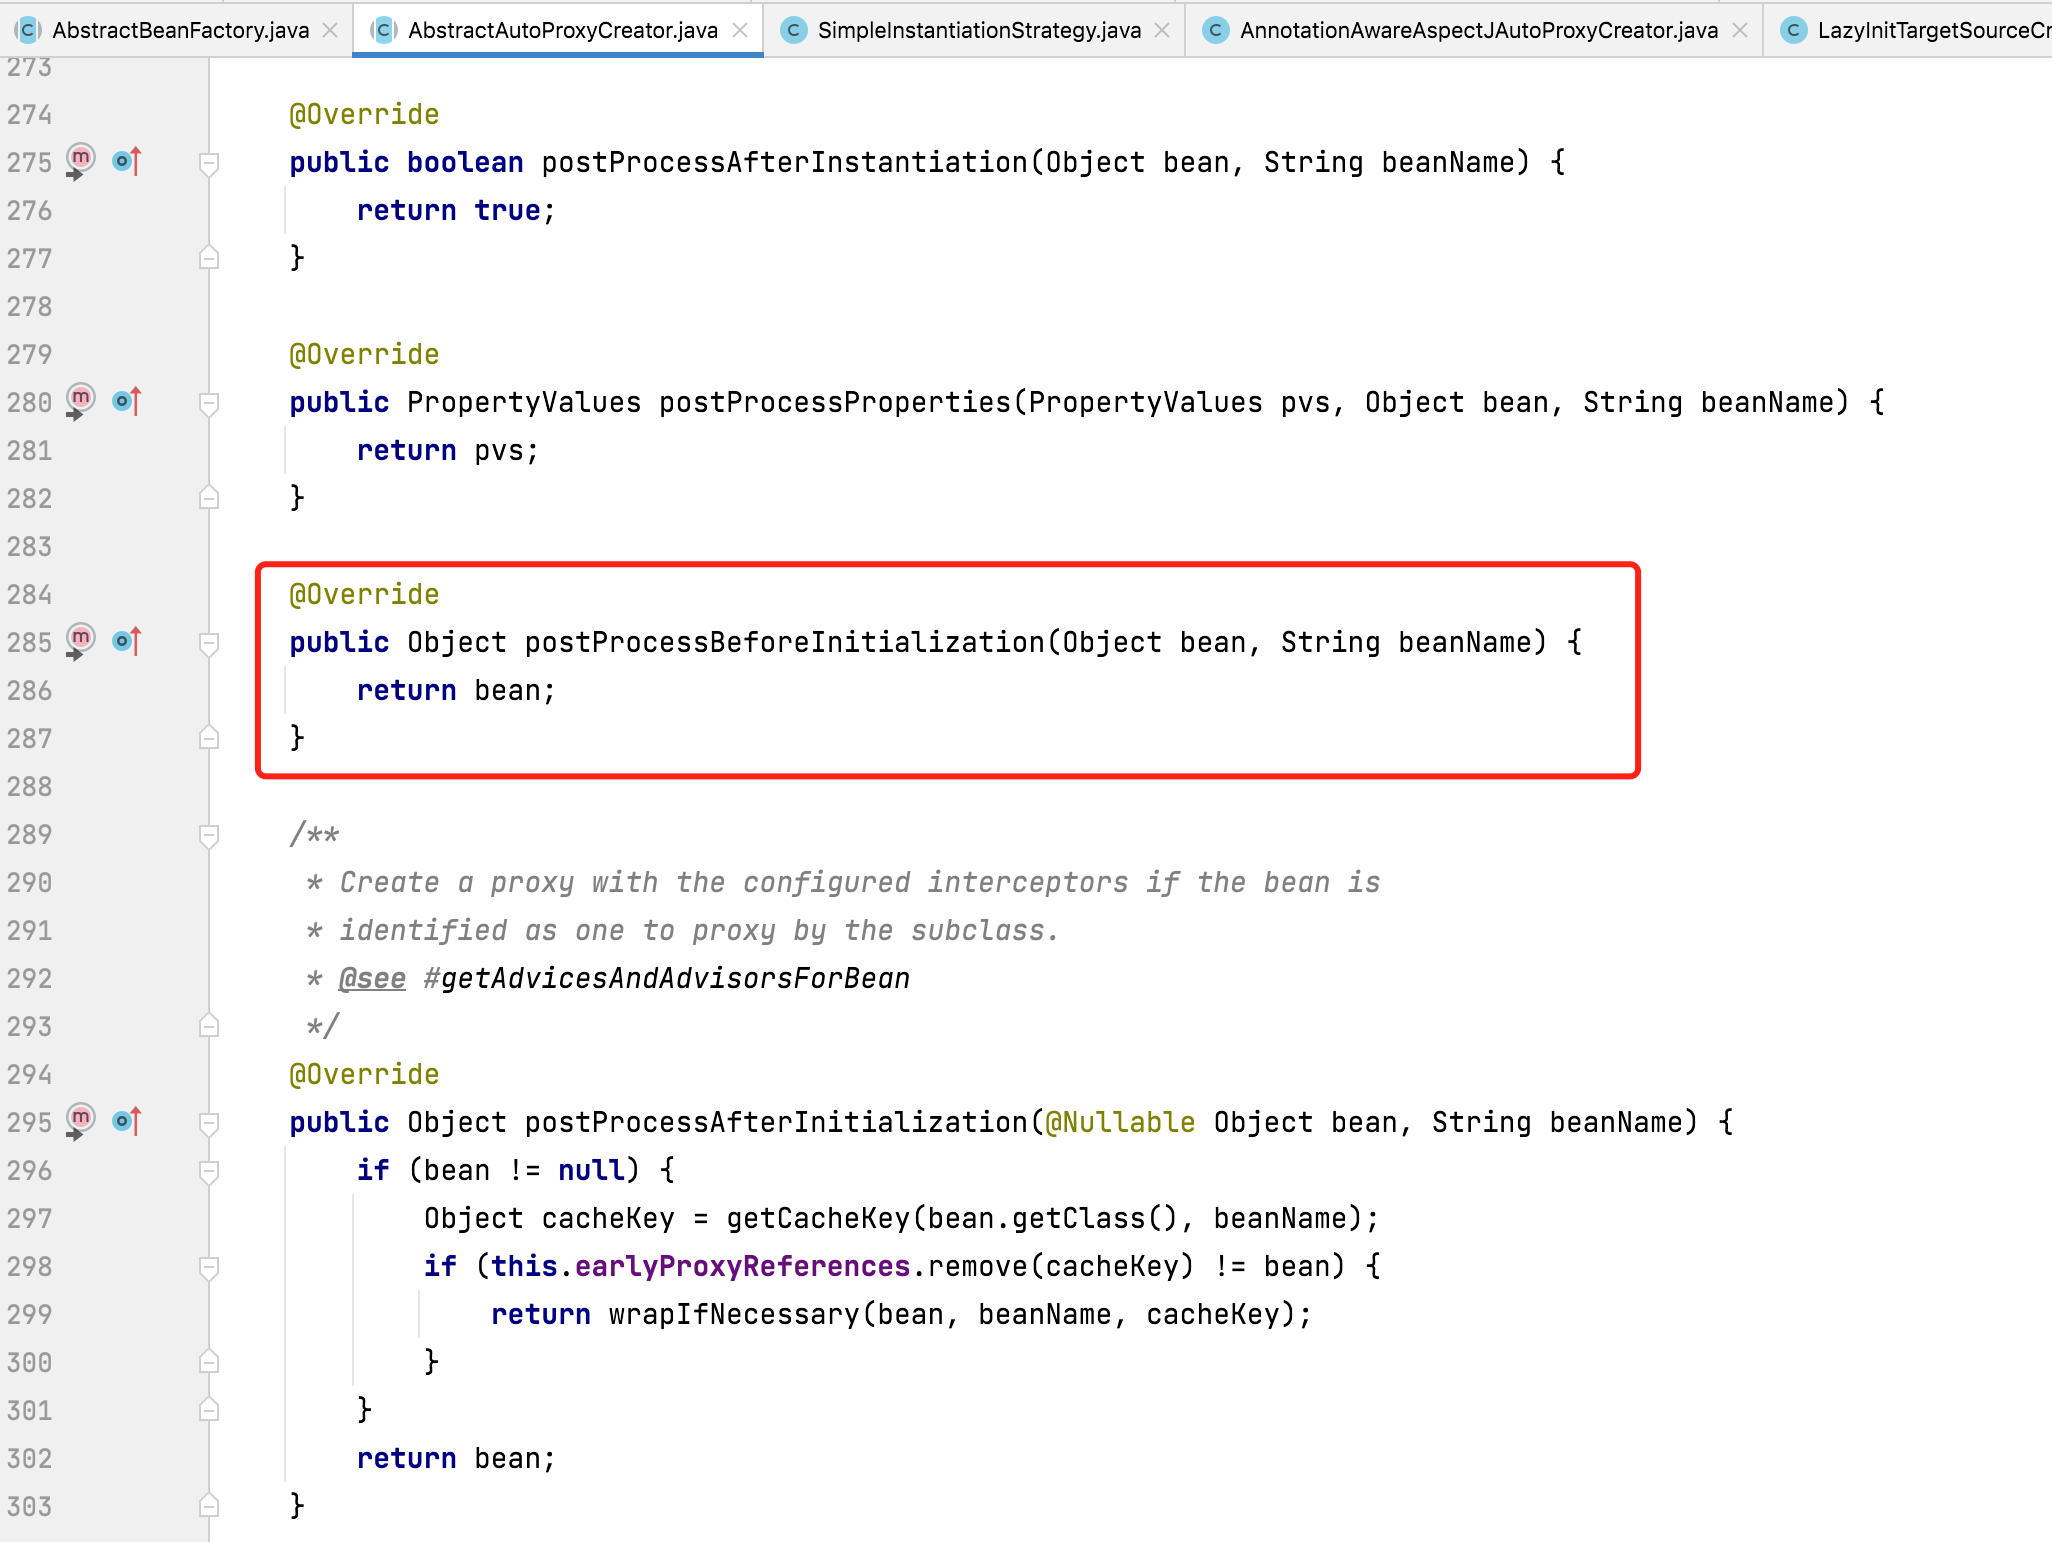 AbstractBeanFactory.java AbstractAutoProxyCreator.java SimpleInstantiationStrategy.java AnnotationAwareAspectJAutoProxyCreator.java LazyInitTargetSourceCr
273
274 @Override
275 public boolean postProcessAfterInstantiation(Object bean, String beanName) {
276 return true;
277 }
278
279 @Override
280 public PropertyValues postProcessProperties(PropertyValues pvs, Object bean, String beanName) {
281 return pvs;
282 }
283
284 @Override
285 public Object postProcessBeforeInitialization(Object bean, String beanName) {
286 return bean;
287 }
288
289 /**
290 * Create a proxy with the configured interceptors if the bean is
291 * identified as one to proxy by the subclass.
292 * @see #getAdvicesAndAdvisorsForBean
293 */
294 @Override
295 public Object postProcessAfterInitialization(@Nullable Object bean, String beanName) {
296 if (bean != null) {
297 Object cacheKey = getCacheKey(bean.getClass(), beanName);
298 if (this.earlyProxyReferences.remove(cacheKey) != bean) {
299 return wrapIfNecessary(bean, beanName, cacheKey);
300 }
301 }
302 return bean;
303 }